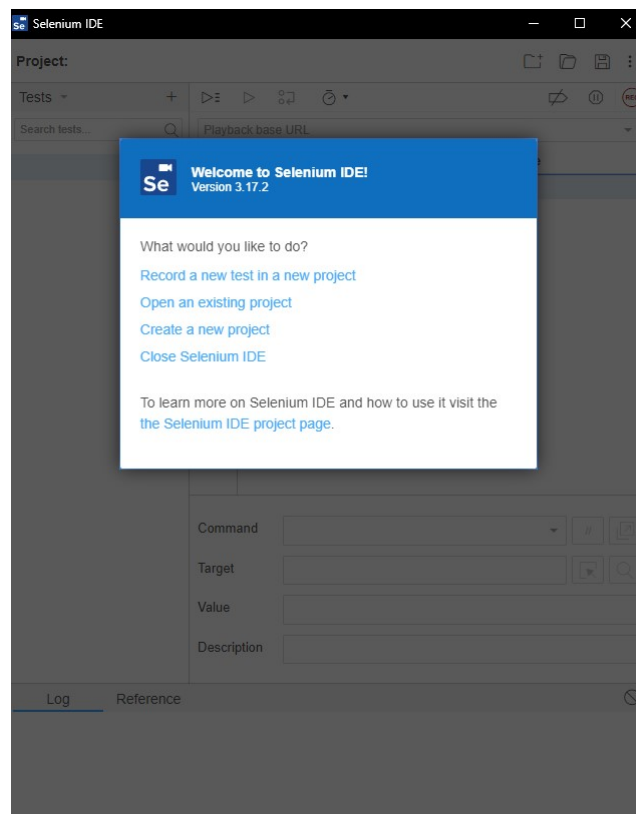 Se Selenium IDE
Project:
Tests
Search tests...
Playback base URL
Se
Welcome to Selenium IDE!
Version 3.17.2
What would you like to do?
Record a new test in a new project
Open an existing project
Create a new project
Close Selenium IDE
To learn more on Selenium IDE and how to use it visit the
the Selenium IDE project page.
Command
Target
Value
Description
Log Reference